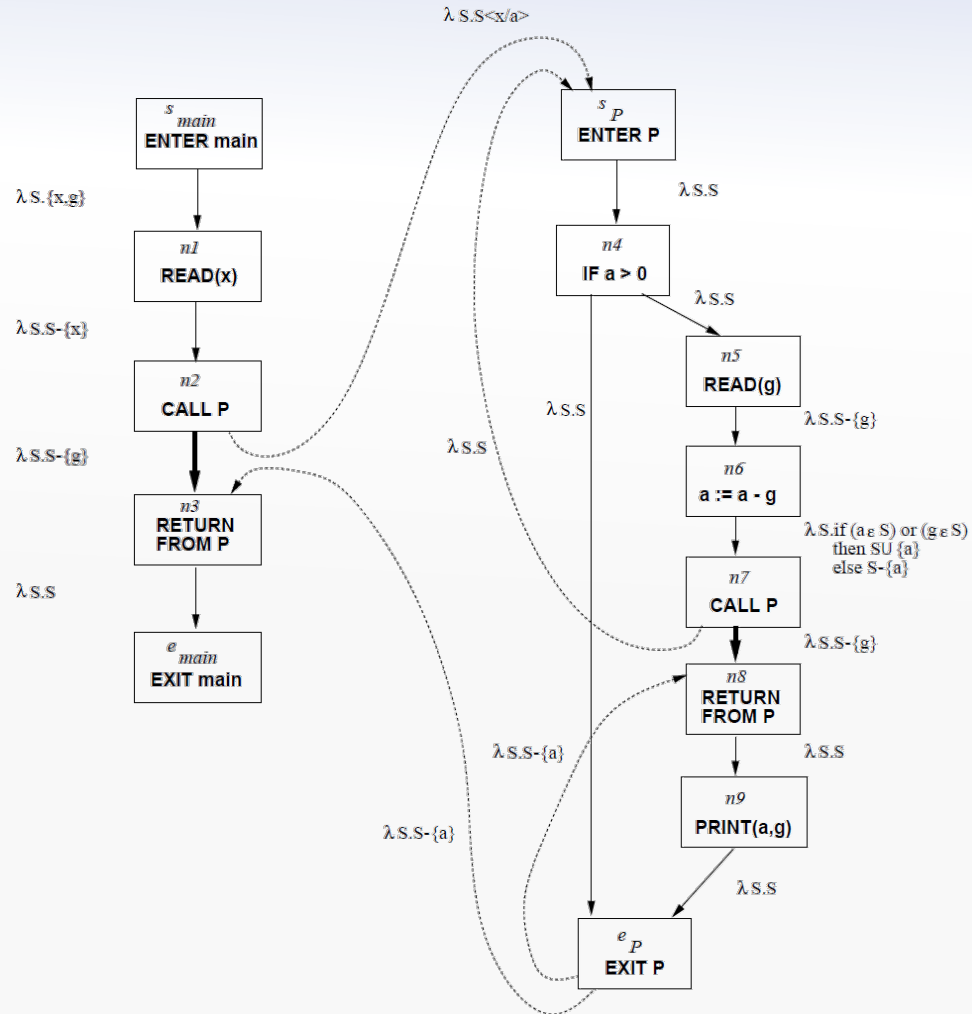 λ S.S<x/a>
s main
ENTER main
λ S.{x,g}
n1
READ(x)
λ S.S-{x}
n2
CALL P
λ S.S-{g}
n3
RETURN
FROM P
λ S.S
e main
EXIT main
s P
ENTER P
λ S.S
n4
IF a > 0
λ S.S
n5
READ(g)
λ S.S
λ S.S
λ S.S-{g}
n6
a := a - g
λ S.if (a ε S) or (g ε S)
then SU {a}
else S-{a}
n7
CALL P
λ S.S-{g}
n8
RETURN
FROM P
λ S.S-{a}
λ S.S
n9
PRINT(a,g)
λ S.S-{a}
λ S.S
e P
EXIT P